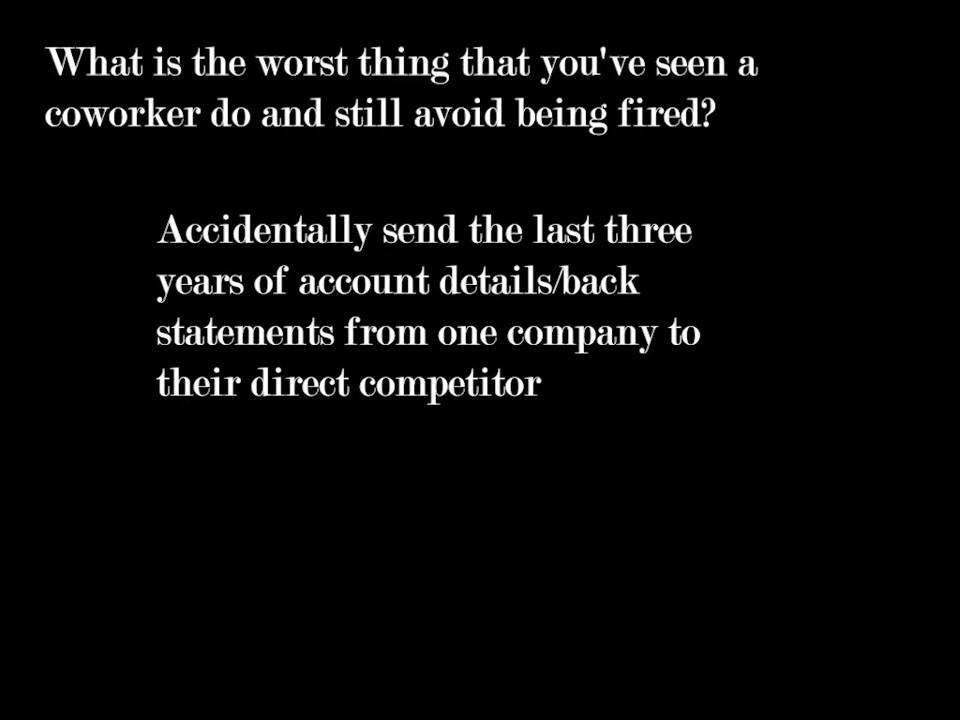 What is the worst thing that you've seen a
coworker do and still avoid being fired?
Accidentally send the last three
years of account details/back
statements from one company to
their direct competitor